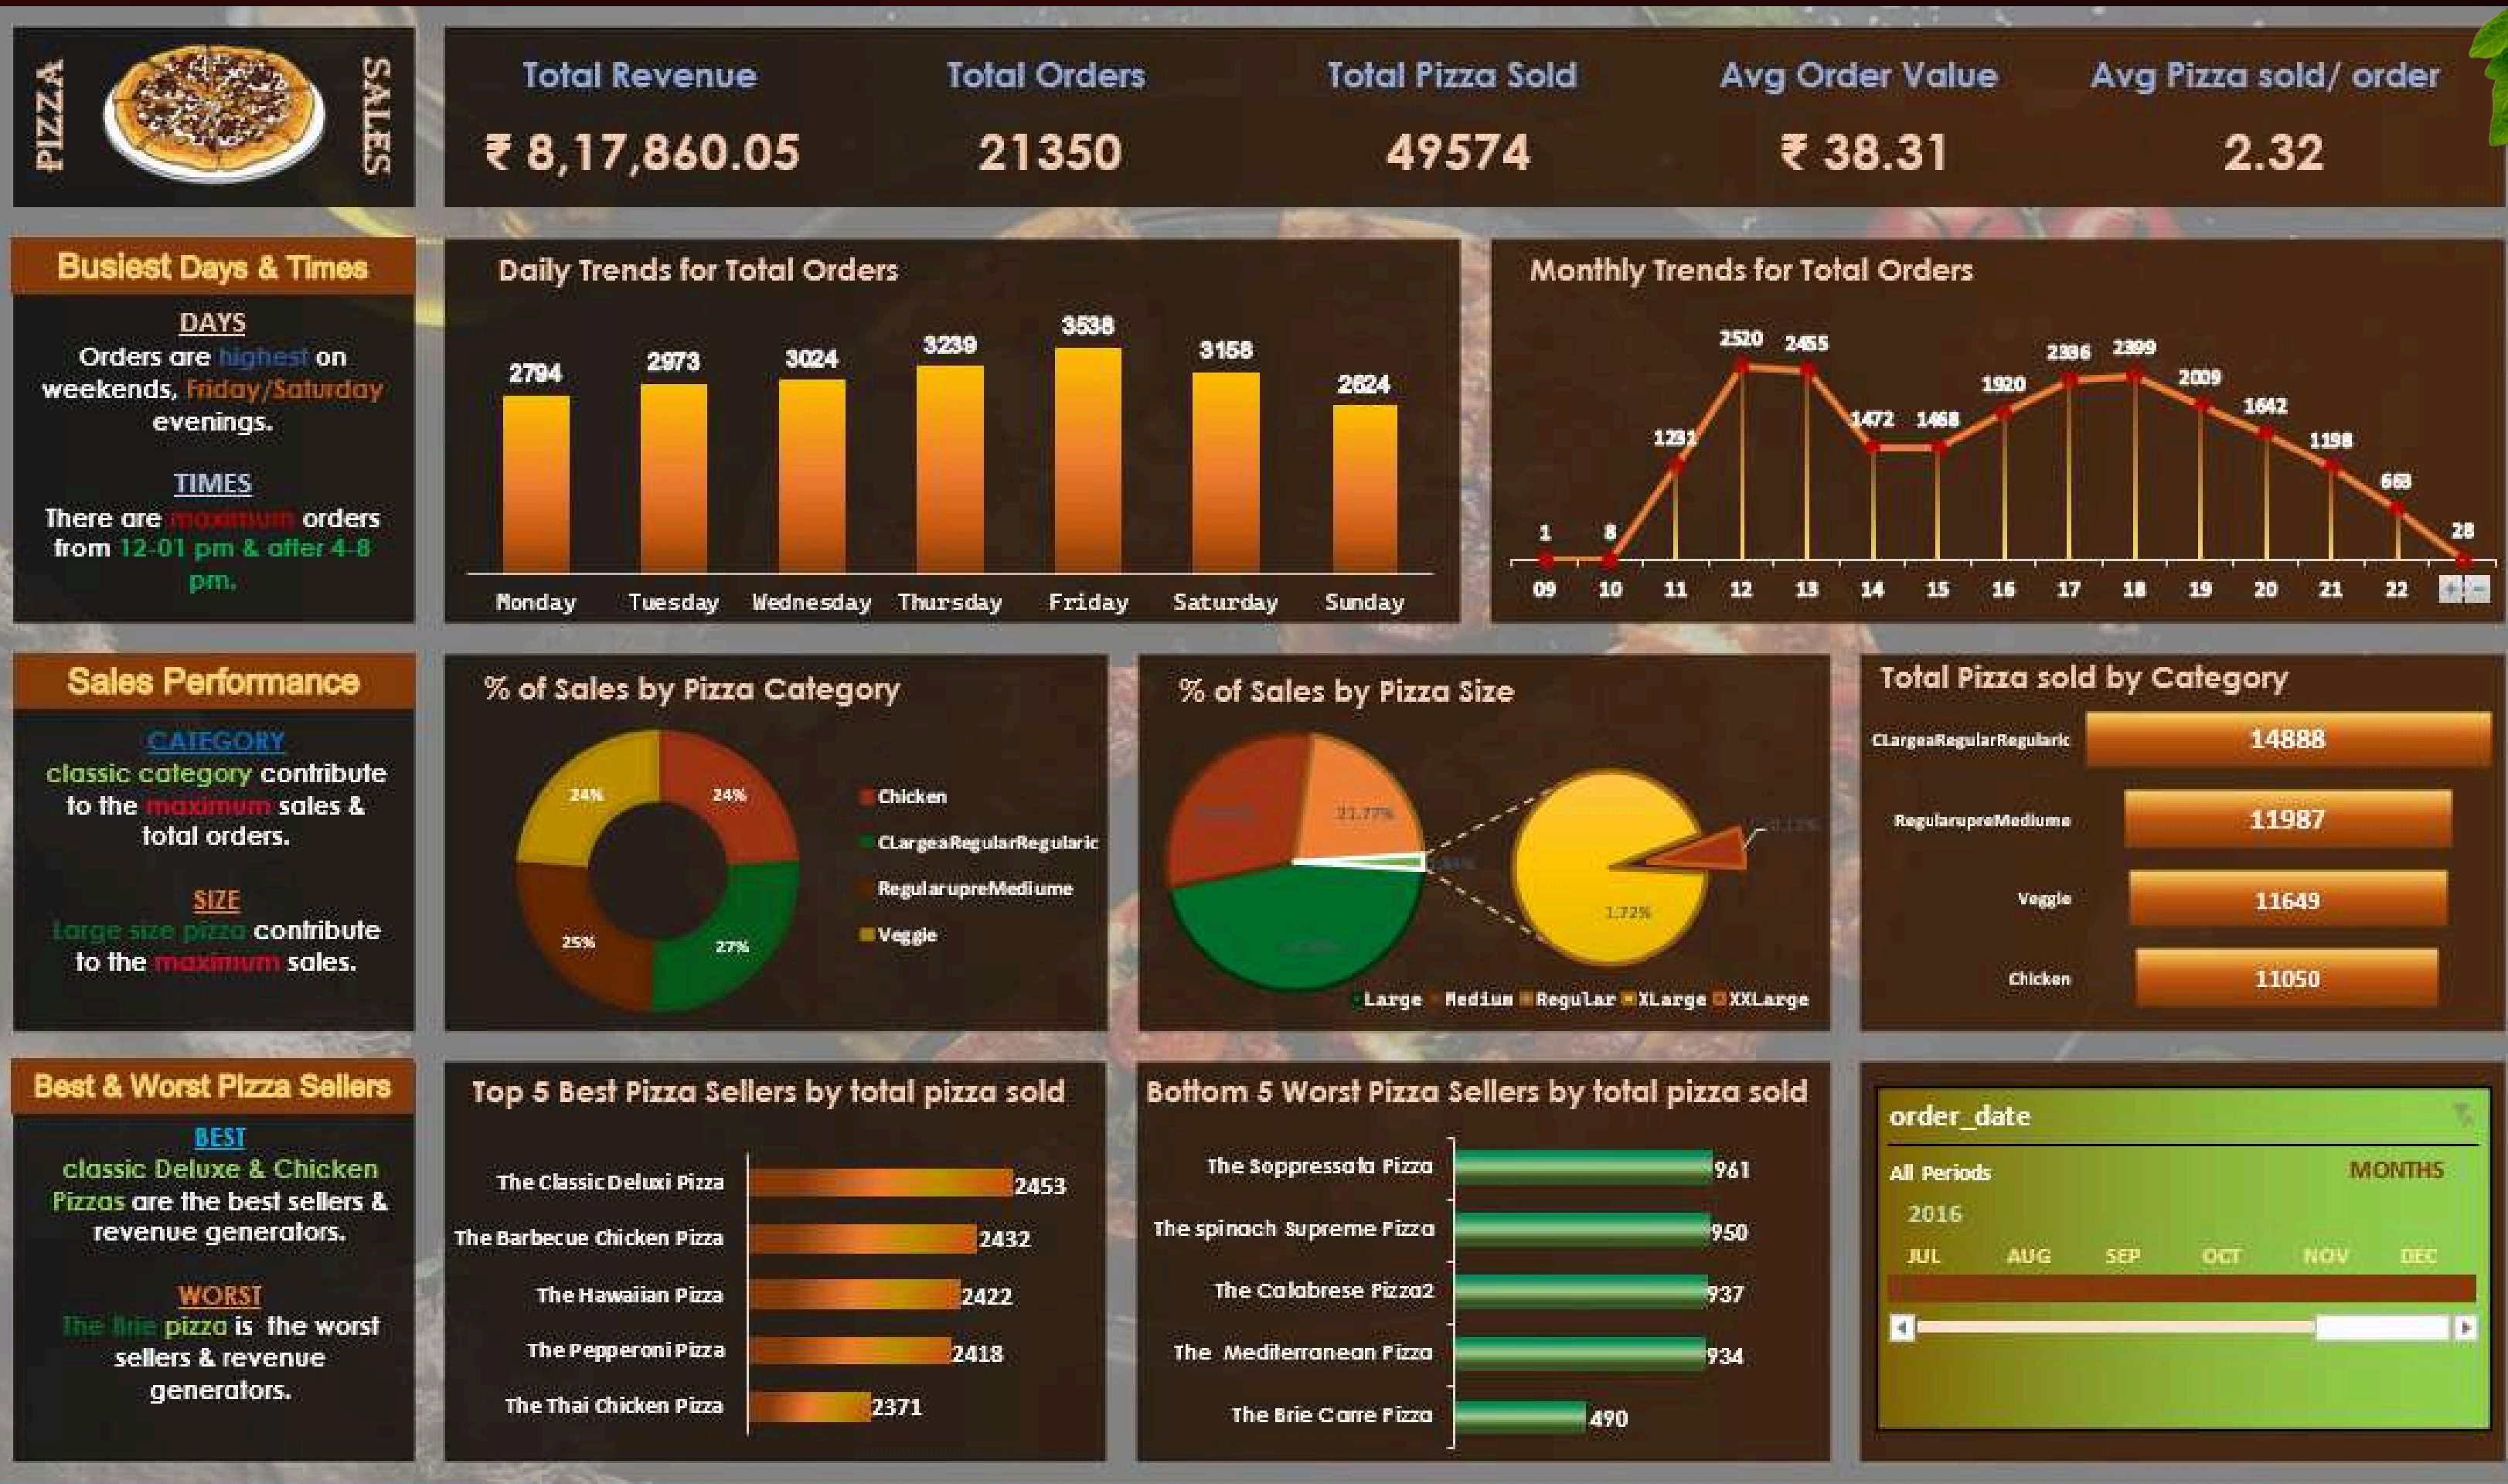 PIZZA
SALES
Total Revenue
₹ 8,17,860.05
Total Orders
21350
Total Pizza Sold
49574
Avg Order Value
₹ 38.31
Avg Pizza sold/ order
2.32
Busiest Days & Times
DAYS
Orders are highest on
weekends, Friday/Saturday
evenings.
TIMES
There are maximum orders
from 12-01 pm & after 4-8
pm.
Daily Trends for Total Orders
2794
2973
3024
3239
3538
3158
2624
Monday
Tuesday
Wednesday
Thursday
Friday
Saturday
Sunday
Monthly Trends for Total Orders
1
8
1231
2520
2455
1472
1468
1920
2336
2399
2009
1642
1198
663
28
09
10
11
12
13
14
15
16
17
18
19
20
21
22
Sales Performance
CATEGORY
classic category contribute
to the maximum sales &
total orders.
SIZE
Large size pizza contribute
to the maximum sales.
% of Sales by Pizza Category
24%
24%
25%
27%
Chicken
CLargeaRegularRegularic
RegularupreMediume
Veggie
% of Sales by Pizza Size
21.77%
1.72%
Large
Medium
Regular
XLarge
XXLarge
Total Pizza sold by Category
CLargeaRegularRegularic
14888
RegularupreMediume
11987
Veggie
11649
Chicken
11050
Best & Worst Pizza Sellers
BEST
classic Deluxe & Chicken
Pizzas are the best sellers &
revenue generators.
WORST
The Brie pizza is the worst
sellers & revenue
generators.
Top 5 Best Pizza Sellers by total pizza sold
The Classic Deluxi Pizza
2453
The Barbecue Chicken Pizza
2432
The Hawaiian Pizza
2422
The Pepperoni Pizza
2418
The Thai Chicken Pizza
2371
Bottom 5 Worst Pizza Sellers by total pizza sold
The Soppressata Pizza
961
The spinach Supreme Pizza
950
The Calabrese Pizza2
937
The Mediterranean Pizza
934
The Brie Carre Pizza
490
order_date
All Periods
MONTHS
2016
JUL
AUG
SEP
OCT
NOV
DEC